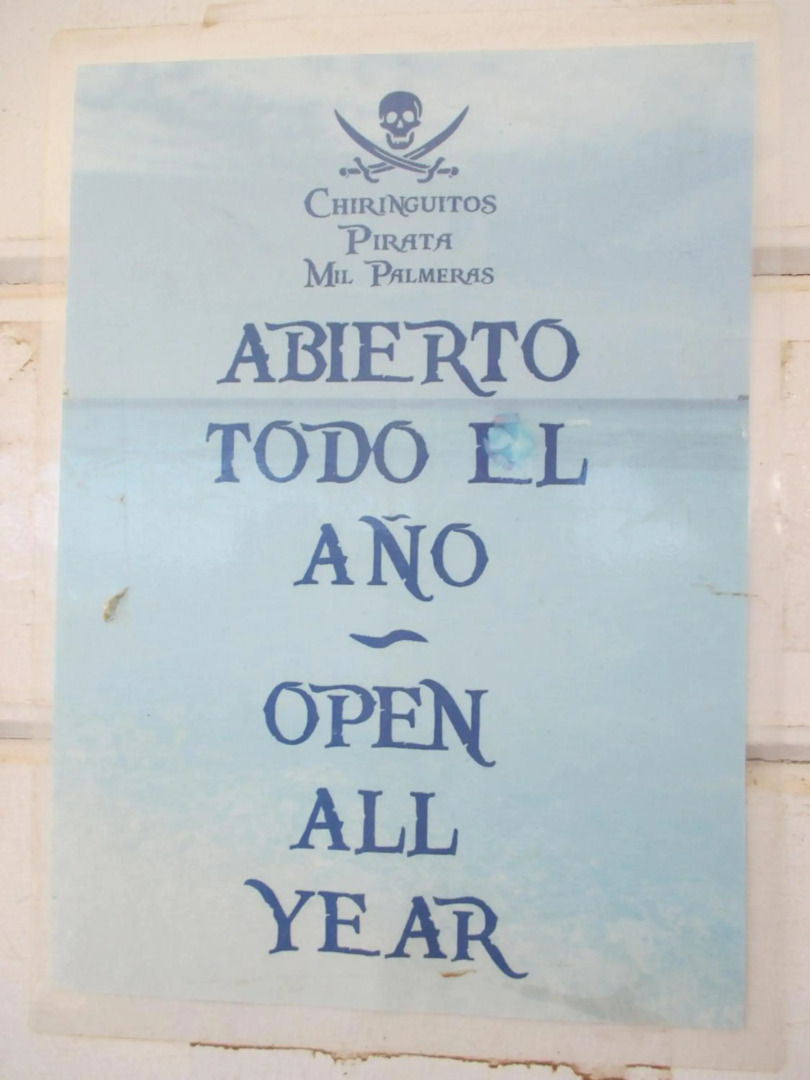 CHIRINGUITOS
PIRATA
MIL PALMERAS
ABIERTO
TODO EL
AÑO
~
OPEN
ALL
YEAR